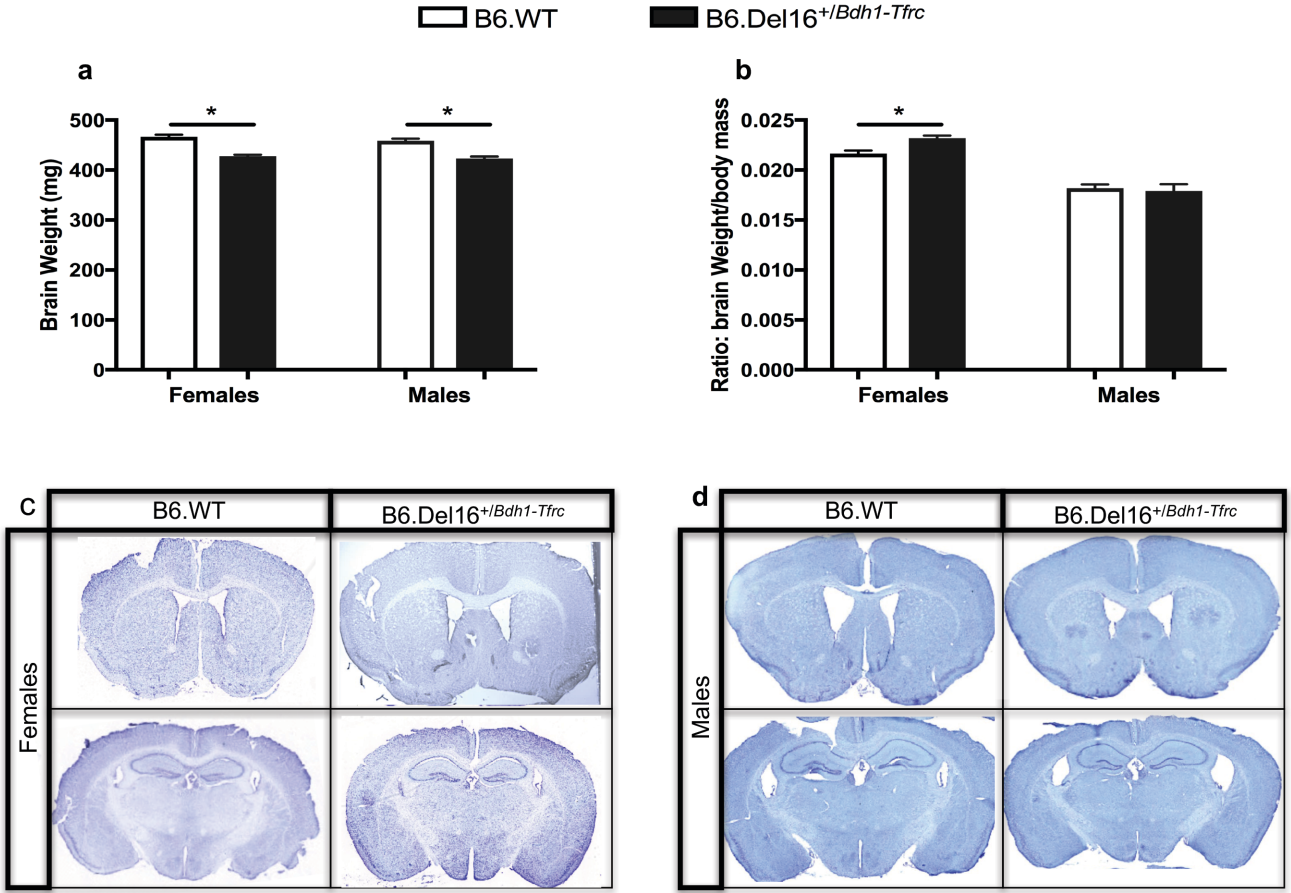 B6.WT B6.Del16+/Bdh1-Tfrc
a
Brain Weight (mg)
500
400
300
200
100
0
*
*
Females Males
b
Ratio: brain Weight/body mass
0.025
0.020
0.015
0.010
0.005
0.000
*
Females Males
c
B6.WT B6.Del16+/Bdh1-Tfrc
Females
d
B6.WT B6.Del16+/Bdh1-Tfrc
Males